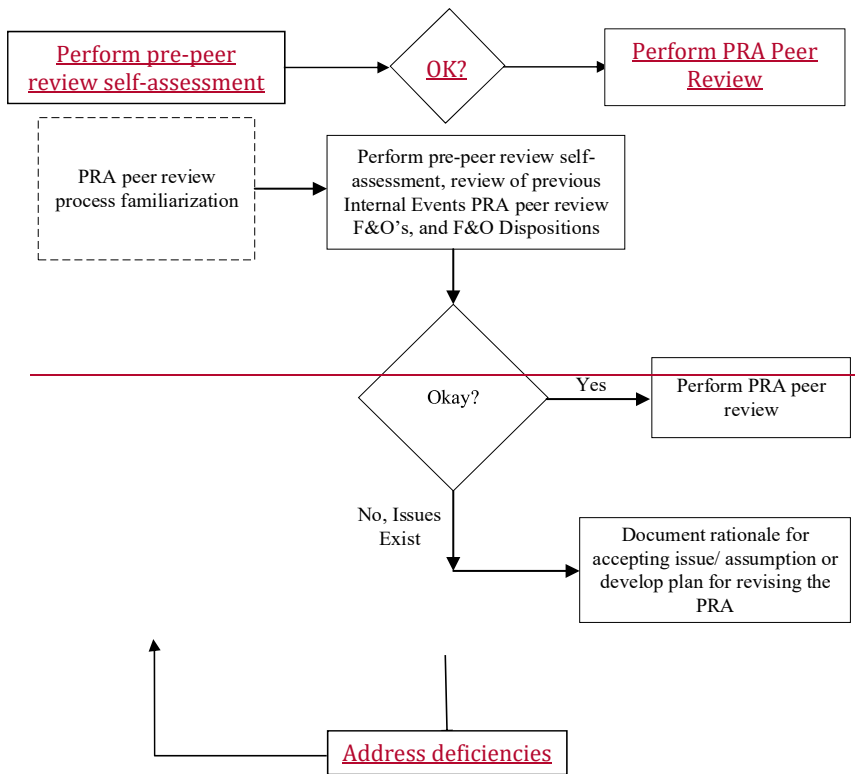 Perform pre-peer
review self-assessment
OK?
Perform PRA Peer
Review
PRA peer review
process familiarization
Perform pre-peer review self-
assessment, review of previous
Internal Events PRA peer review
F&O's, and F&O Dispositions
Okay?
Yes
Perform PRA peer
review
No, Issues
Exist
Document rationale for
accepting issue/ assumption or
develop plan for revising the
PRA
Address deficiencies